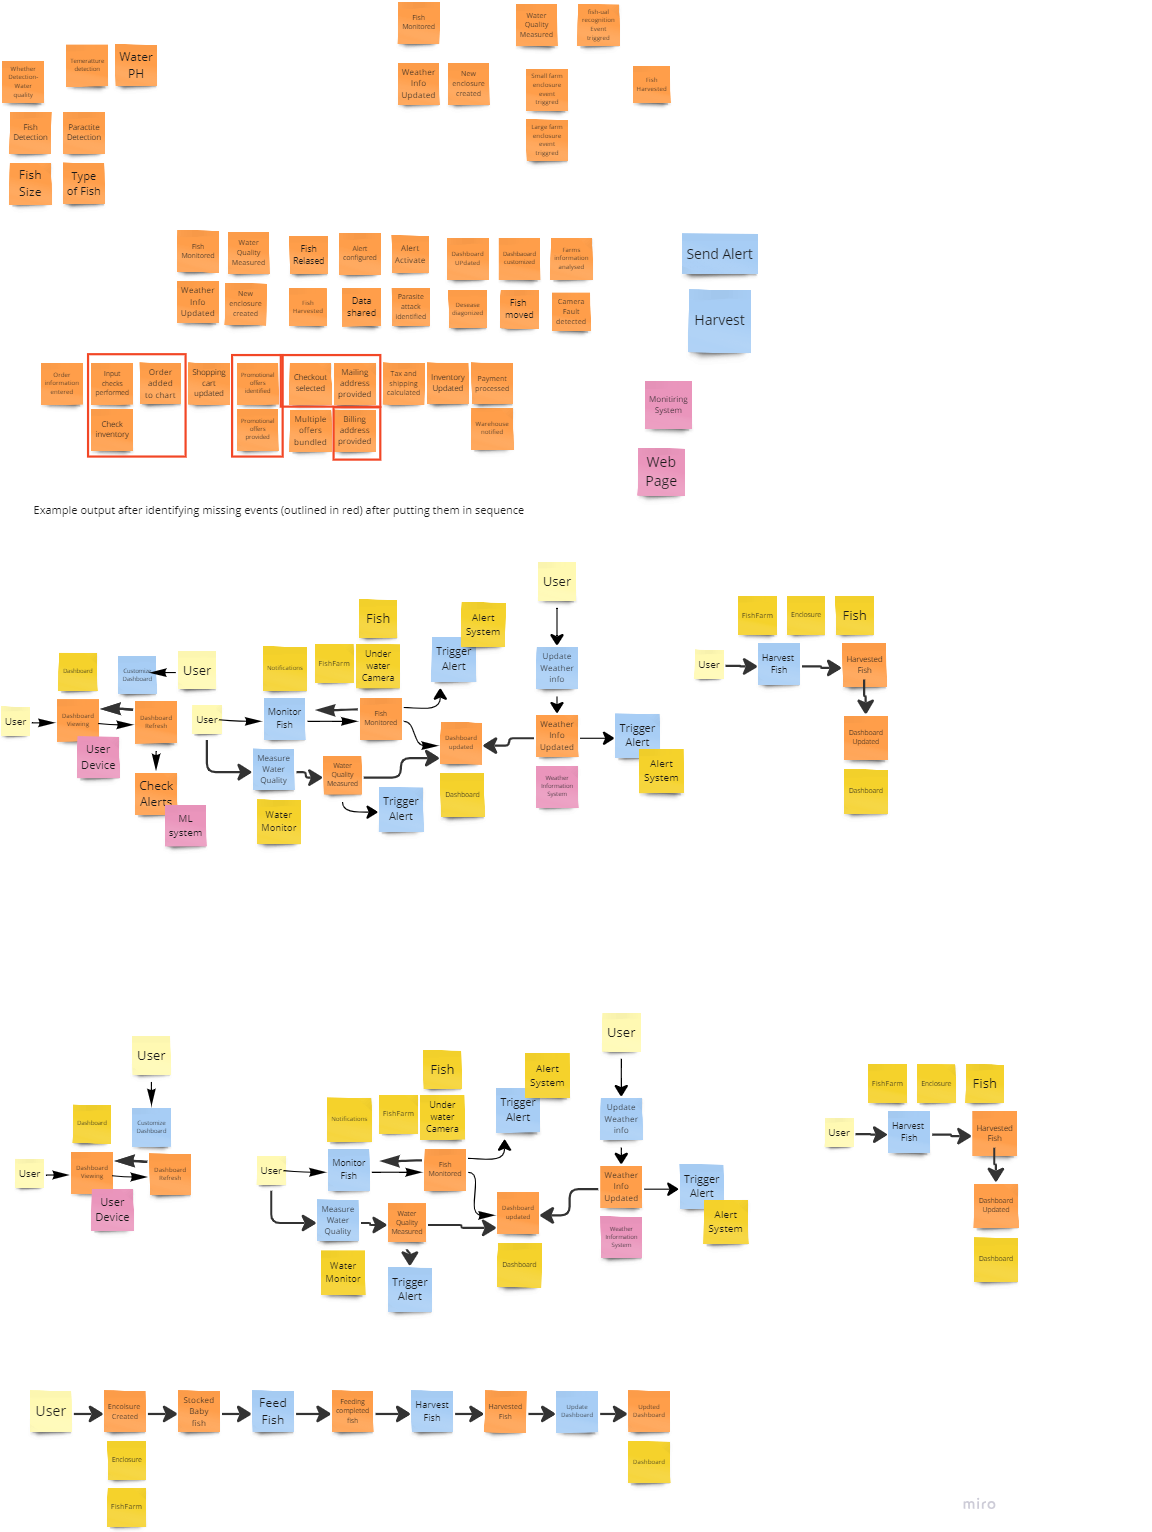 Fish
Monitored
Water
Quality
Measured
fish-ual
recognition
Event
triggred
Whether
Detection-
Water
quality
Temerature
detection
Water
PH
Weather
Info
Updated
New
enclosure
created
Small farm
enclosure
event
triggred
Fish
Harvested
Fish
Detection
Paractite
Detection
Large farm
enclosure
event
triggred
Fish
Size
Type
of Fish
Fish
Monitored
Water
Quality
Measured
Fish
Relased
Alert
configured
Alert
Activate
Dashboard
UPdated
Dashbaoard
customized
Farms
information
analysed
Send Alert
Weather
Info
Updated
New
enclosure
created
Fish
Harvested
Data
shared
Parasite
attack
identified
Desease
diagonized
Fish
moved
Camera
Fault
detected
Harvest
Order
information
entered
Input
checks
performed
Order
added
to chart
Shopping
cart
updated
Promotional
offers
identified
Checkout
selected
Mailing
address
provided
Tax and
shipping
calculated
Inventory
Updated
Payment
processed
Monitiring
System
Check
inventory
Promotional
offers
provided
Multiple
offers
bundled
Billing
address
provided
Warehouse
notified
Web
Page
Example output after identifying missing events (outlined in red) after putting them in sequence
User
Fish
Alert
System
FishFarm
Enclosure
Fish
Dashboard
Customize
Dashboard
User
Notifications
FishFarm
Under
water
Camera
Trigger
Alert
Update
Weather
info
User
Harvest
Fish
Harvested
Fish
User
Dashboard
Viewing
Dashboard
Refresh
User
Monitor
Fish
Fish
Monitored
Dashboard
updated
Weather
Info
Updated
Trigger
Alert
Dashboard
Updated
User
Device
Measure
Water
Quality
Water
Quality
Measured
Alert
System
Check
Alerts
Weather
Information
System
Dashboard
Dashboard
ML
system
Water
Monitor
Trigger
Alert
User
User
Fish
Alert
System
FishFarm
Enclosure
Fish
Dashboard
Customize
Dashboard
Notifications
FishFarm
Under
water
Camera
Trigger
Alert
Update
Weather
info
User
Harvest
Fish
Harvested
Fish
User
Dashboard
Viewing
Dashboard
Refresh
User
Monitor
Fish
Fish
Monitored
Weather
Info
Updated
Trigger
Alert
User
Device
Measure
Water
Quality
Water
Quality
Measured
Dashboard
updated
Alert
System
Dashboard
Updated
Weather
Information
System
Water
Monitor
Trigger
Alert
Dashboard
Dashboard
User
Encolsure
Created
Stocked
Baby
fish
Feed
Fish
Feeding
completed
fish
Harvest
Fish
Harvested
Fish
Update
Dashboard
Updted
Dashboard
Enclosure
Dashboard
FishFarm
miro